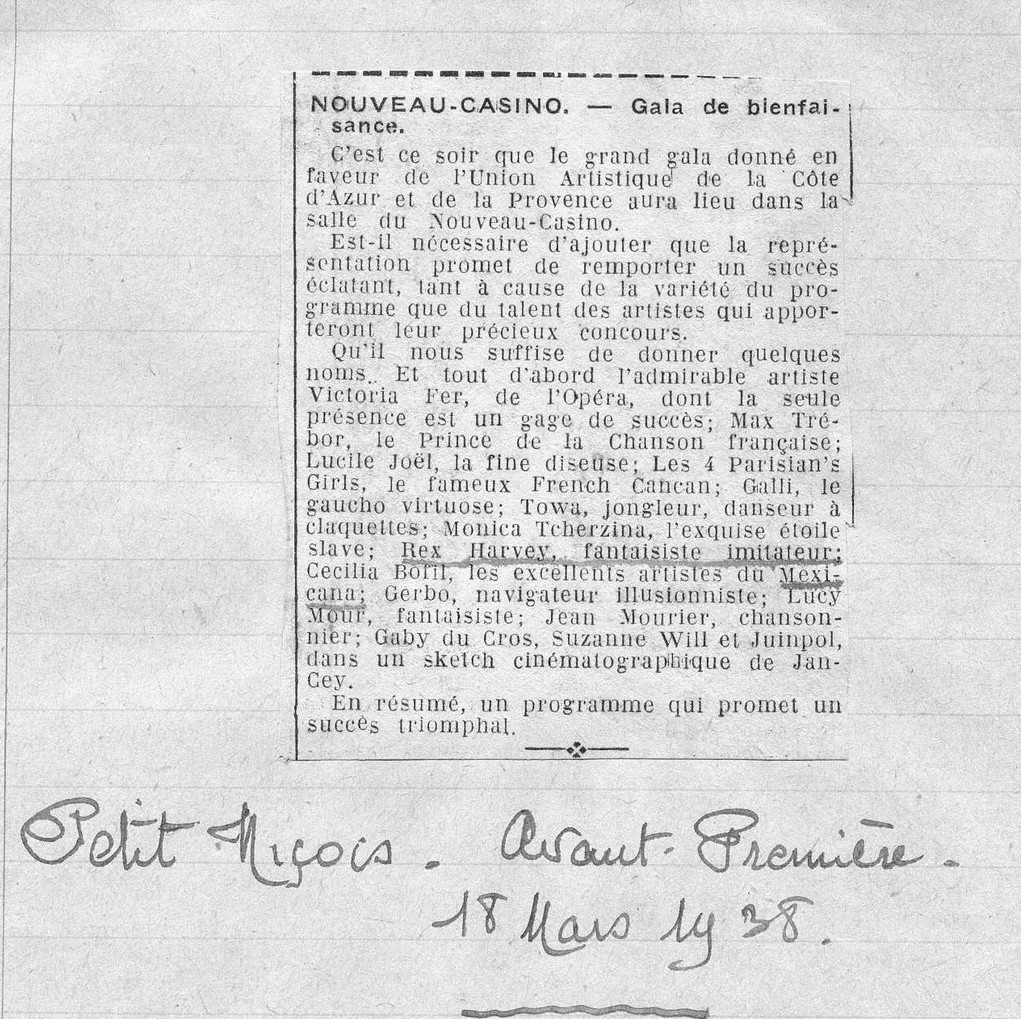 NOUVEAU-CASINO. — Gala de bienfai-
sance.
C'est ce soir que le grand gala donné en
faveur de l'Union Artistique de la Côte
d'Azur et de la Provence aura lieu dans la
salle du Nouveau-Casino.
Est-il nécessaire d'ajouter que la repré-
sentation promet de remporter un succès
éclatant, tant à cause de la variété du pro-
gramme que du talent des artistes qui appor-
teront leur précieux concours.
Qu'il nous suffise de donner quelques
noms. Et tout d'abord l'admirable artiste
Victoria Fer, de l'Opéra, dont la seule
présence est un gage de succès; Max Tré-
bor, le Prince de la Chanson française;
Lucile Joël, la fine diseuse; Les 4 Parisian's
Girls, le fameux French Cancan; Galli, le
gaucho virtuose; Towa, jongleur, danseur à
claquettes; Monica Tcherzina, l'exquise étoile
slave; Rex Harvey, fantaisiste imitateur;
Cecilia Bofil, les excellents artistes du Mexi-
cana; Gerbo, navigateur illusionniste; Lucy
Mour, fantaisiste; Jean Mourier, chanson-
nier; Gaby du Cros, Suzanne Will et Juinpol,
dans un sketch cinématographique de Jan-
Cey.
En résumé, un programme qui promet un
succès triomphal.
Petit Niçois. Avant-Première.
18 Mars 1938.